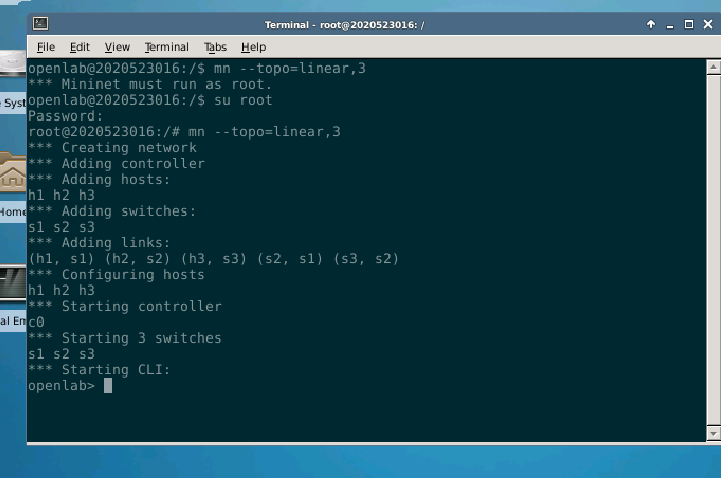 Terminal - root@2020523016: /
File Edit View Terminal Tabs Help
openlab@2020523016:/$ mn --topo=linear,3
*** Mininet must run as root.
openlab@2020523016:/$ su root
Password:
root@2020523016:/# mn --topo=linear,3
*** Creating network
*** Adding controller
*** Adding hosts:
h1 h2 h3
*** Adding switches:
s1 s2 s3
*** Adding links:
(h1, s1) (h2, s2) (h3, s3) (s2, s1) (s3, s2)
*** Configuring hosts
h1 h2 h3
*** Starting controller
c0
*** Starting 3 switches
s1 s2 s3
*** Starting CLI:
openlab>
e Syst
Home
al Em